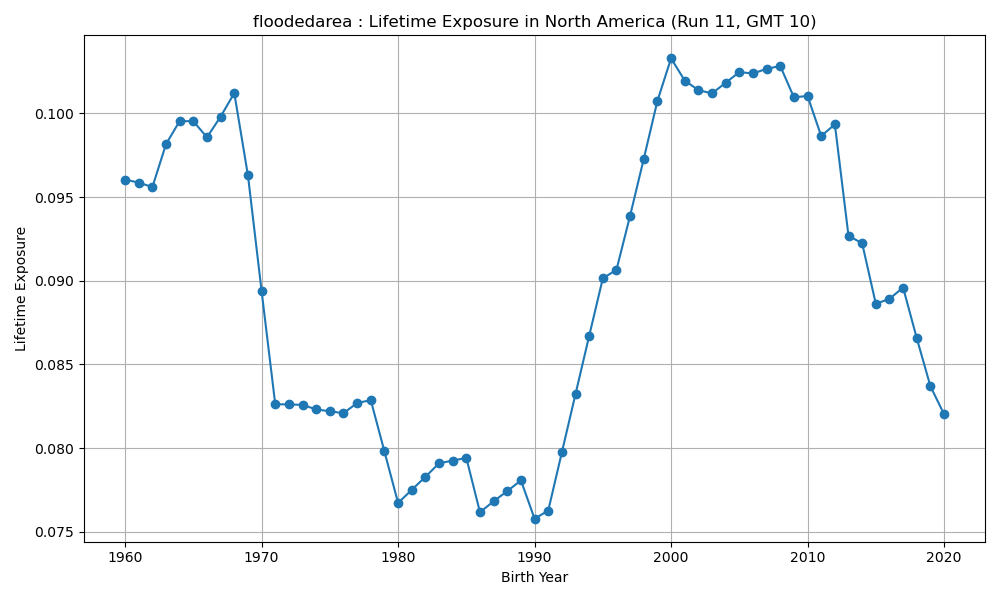 floodedarea : Lifetime Exposure in North America (Run 11, GMT 10)
0.100
0.095
0.090
0.085
0.080
0.075
Lifetime Exposure
1960 1970 1980 1990 2000 2010 2020
Birth Year